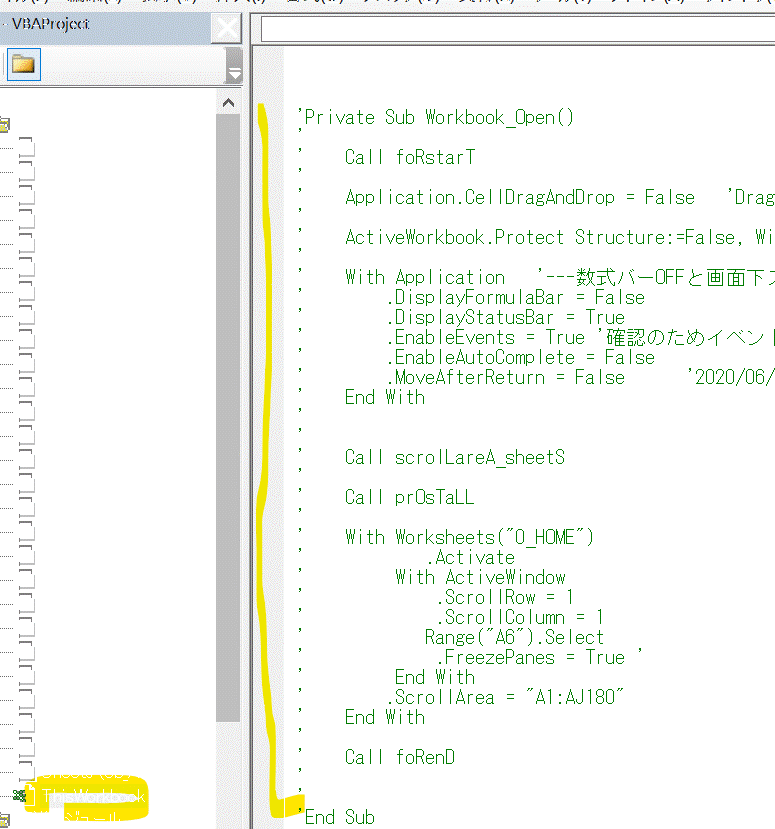 VBAProject
'Private Sub Workbook_Open()
'
'    Call foRstarT
'
'    Application.CellDragAndDrop = False   'Drag
'
'    ActiveWorkbook.Protect Structure:=False, Wi
'
'    With Application   '---数式バーOFFと画面下ス
'        .DisplayFormulaBar = False
'        .DisplayStatusBar = True
'        .EnableEvents = True '確認のためイベント
'        .EnableAutoComplete = False
'        .MoveAfterReturn = False      '2020/06/
'    End With
'
'
'    Call scrolLareA_sheetS
'
'    Call prOsTaLL
'
'    With Worksheets("0_HOME")
'            .Activate
'         With ActiveWindow
'             .ScrollRow = 1
'             .ScrollColumn = 1
'            Range("A6").Select
'             .FreezePanes = True '
'         End With
'        .ScrollArea = "A1:AJ180"
'    End With
'
'    Call foRenD
'
'
'End Sub
ThisWorkbook